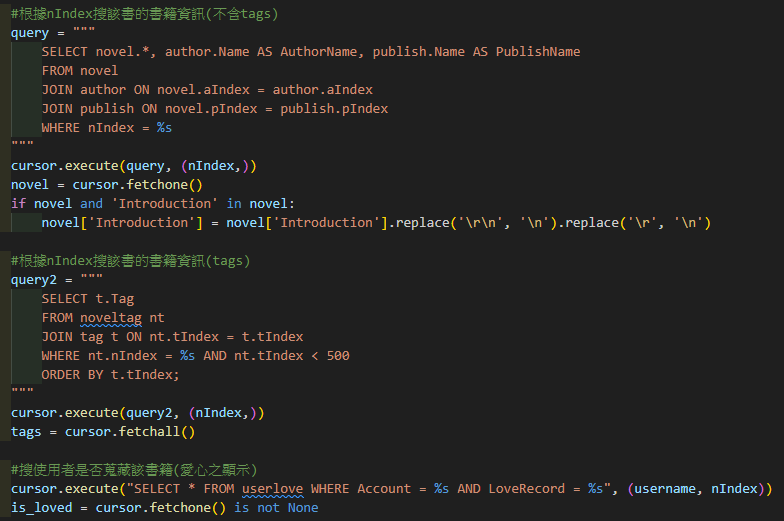 #根據nIndex搜該書的書籍資訊(不含tags)
query = """
    SELECT novel.*, author.Name AS AuthorName, publish.Name AS PublishName
    FROM novel
    JOIN author ON novel.aIndex = author.aIndex
    JOIN publish ON novel.pIndex = publish.pIndex
    WHERE nIndex = %s
"""
cursor.execute(query, (nIndex,))
novel = cursor.fetchone()
if novel and 'Introduction' in novel:
    novel['Introduction'] = novel['Introduction'].replace('\r\n', '\n').replace('\r', '\n')
#根據nIndex搜該書的書籍資訊(tags)
query2 = """
    SELECT t.Tag
    FROM noveltag nt
    JOIN tag t ON nt.tIndex = t.tIndex
    WHERE nt.nIndex = %s AND nt.tIndex < 500
    ORDER BY t.tIndex;
"""
cursor.execute(query2, (nIndex,))
tags = cursor.fetchall()
#搜使用者是否蒐藏該書籍(愛心之顯示)
cursor.execute("SELECT * FROM userlove WHERE Account = %s AND LoveRecord = %s", (username, nIndex))
is_loved = cursor.fetchone() is not None